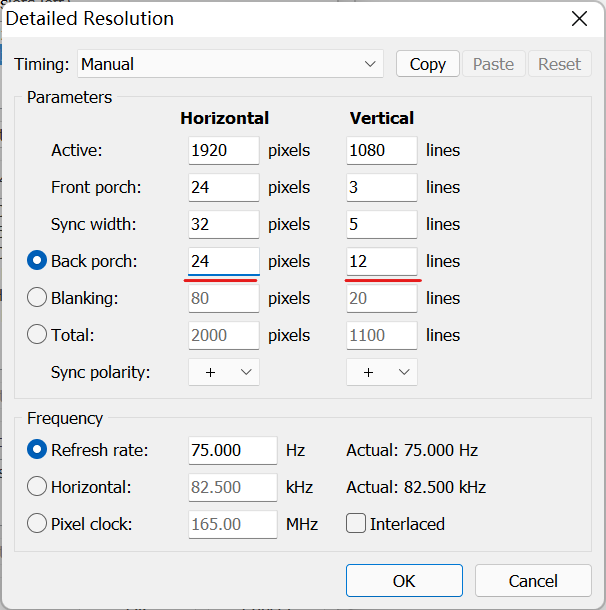 Detailed Resolution
Timing: Manual Copy Paste Reset
Parameters
Horizontal Vertical
Active: 1920 pixels 1080 lines
Front porch: 24 pixels 3 lines
Sync width: 32 pixels 5 lines
Back porch: 24 pixels 12 lines
Blanking: 80 pixels 20 lines
Total: 2000 pixels 1100 lines
Sync polarity: + +
Frequency
Refresh rate: 75.000 Hz Actual: 75.000 Hz
Horizontal: 82.500 kHz Actual: 82.500 kHz
Pixel clock: 165.00 MHz Interlaced
OK Cancel